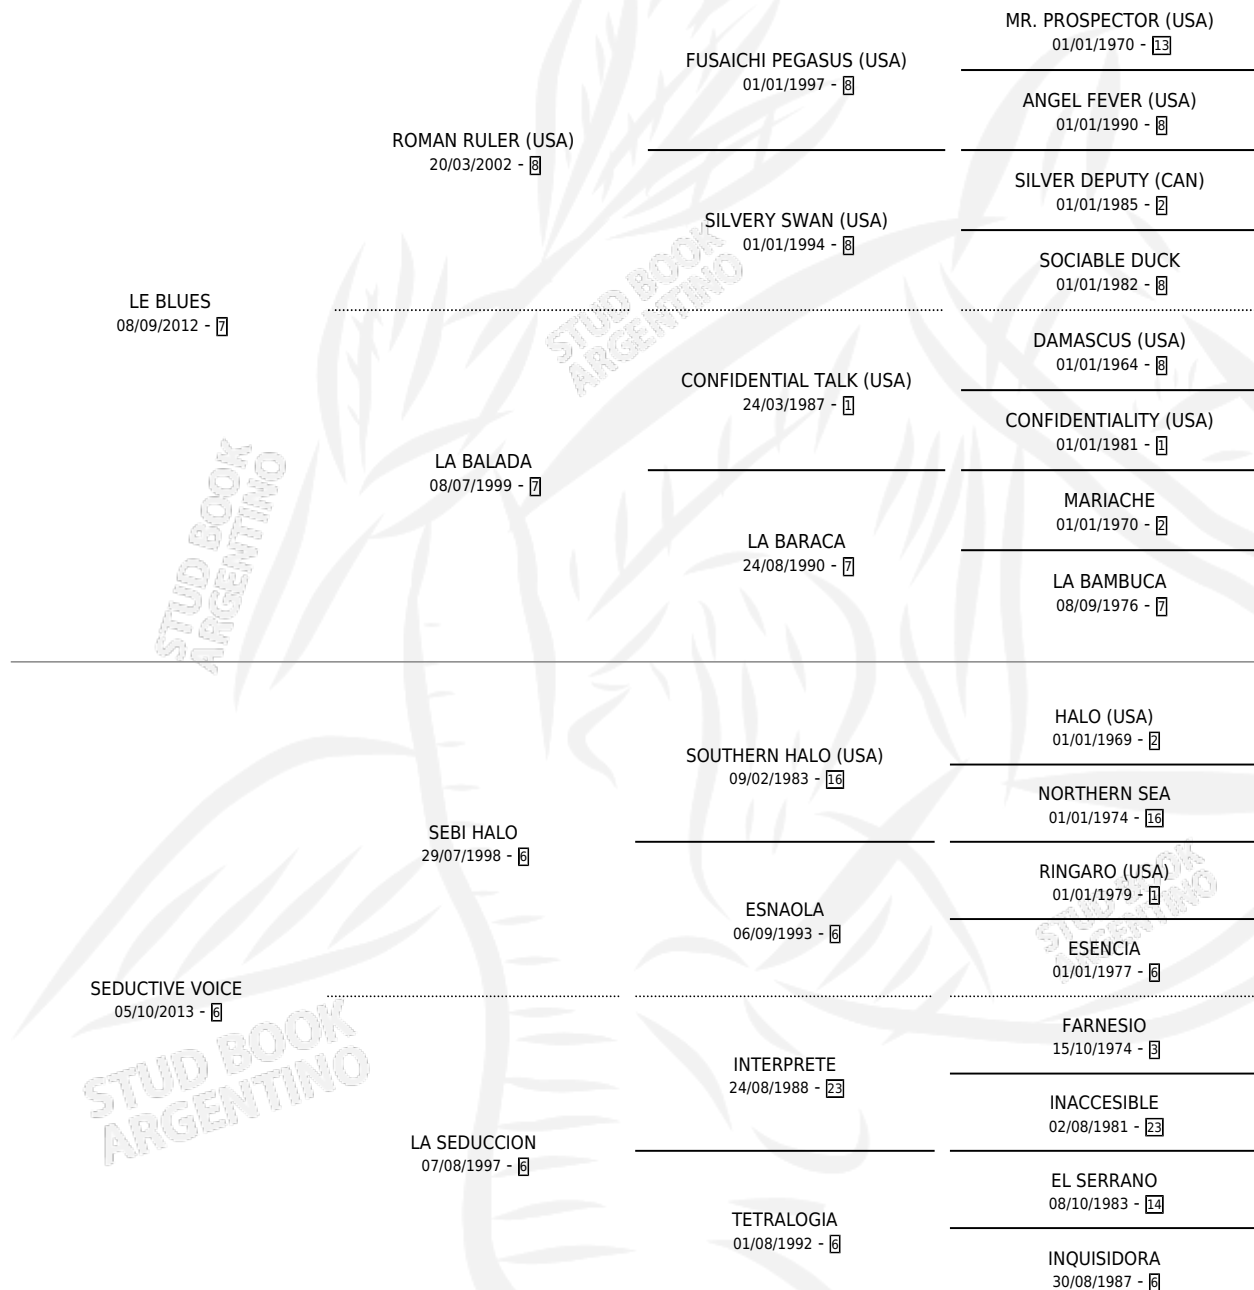 MR. PROSPECTOR (USA)
01/01/1970 - 13
FUSAICHI PEGASUS (USA)
01/01/1997 - 8
ANGEL FEVER (USA)
01/01/1990 - 8
ROMAN RULER (USA)
20/03/2002 - 8
SILVER DEPUTY (CAN)
01/01/1985 - 2
SILVERY SWAN (USA)
01/01/1994 - 8
SOCIABLE DUCK
01/01/1982 - 8
LE BLUES
08/09/2012 - 7
DAMASCUS (USA)
01/01/1964 - 8
CONFIDENTIAL TALK (USA)
24/03/1987 - 1
CONFIDENTIALITY (USA)
01/01/1981 - 1
LA BALADA
08/07/1999 - 7
MARIACHE
01/01/1970 - 2
LA BARACA
24/08/1990 - 7
LA BAMBUCA
08/09/1976 - 7
HALO (USA)
01/01/1969 - 2
SOUTHERN HALO (USA)
09/02/1983 - 16
NORTHERN SEA
01/01/1974 - 16
SEBI HALO
29/07/1998 - 6
RINGARO (USA)
01/01/1979 - 1
ESNAOLA
06/09/1993 - 6
ESENCIA
01/01/1977 - 6
SEDUCTIVE VOICE
05/10/2013 - 6
FARNESIO
15/10/1974 - 3
INTERPRETE
24/08/1988 - 23
INACCESIBLE
02/08/1981 - 23
LA SEDUCCION
07/08/1997 - 6
EL SERRANO
08/10/1983 - 14
TETRALOGIA
01/08/1992 - 6
INQUISIDORA
30/08/1987 - 6
STUD BOOK
ARGENTINO
STUD BOOK
ARGENTINO
STUD BOOK
ARGENTINO
STUD BOOK
ARGENTINO